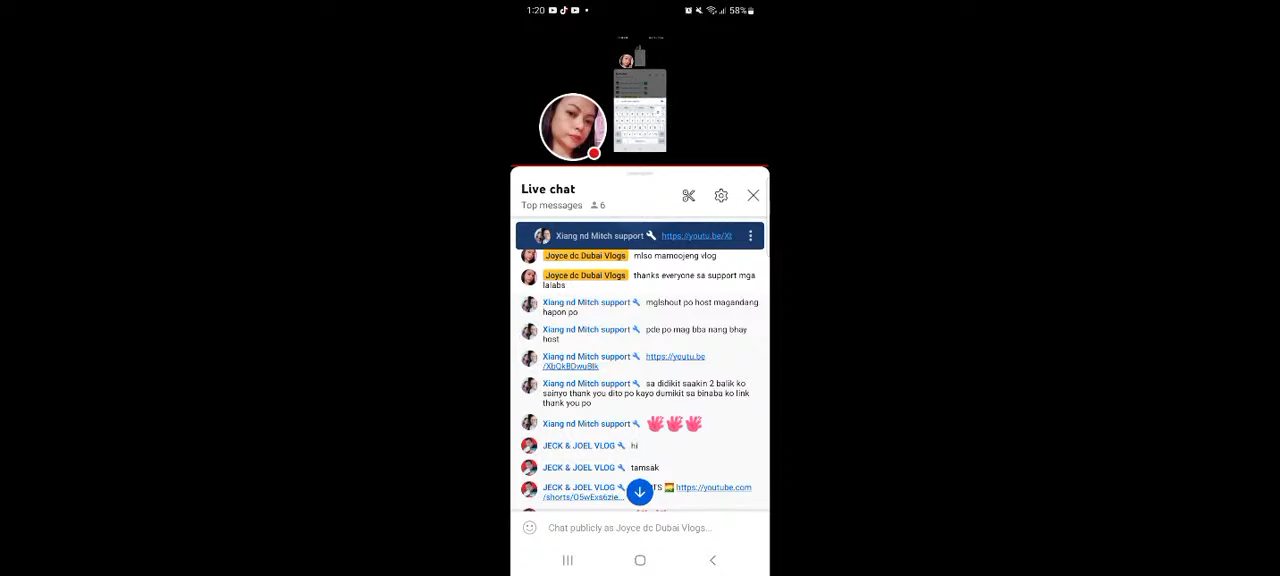 1:20
58%
Live chat
Top messages 6
Xiang nd Mitch support https://youtu.be/Xt
Joyce dc Dubai Vlogs mlso mamoojeng vlog
Joyce dc Dubai Vlogs thanks everyone sa support mga
lalabs
Xiang nd Mitch support mglshout po host magandang
hapon po
Xiang nd Mitch support pde po mag bba nang bhay
host
Xiang nd Mitch support https://youtu.be
/XbQkBDwuBIk
Xiang nd Mitch support sa didikit saakin 2 balik ko
sainyo thank you dito po kayo dumikit sa binaba ko link
thank you po
Xiang nd Mitch support
JECK & JOEL VLOG hi
JECK & JOEL VLOG tamsak
JECK & JOEL VLOG TS https://youtube.com
/shorts/O5wExs6zie...
Chat publicly as Joyce dc Dubai Vlogs...